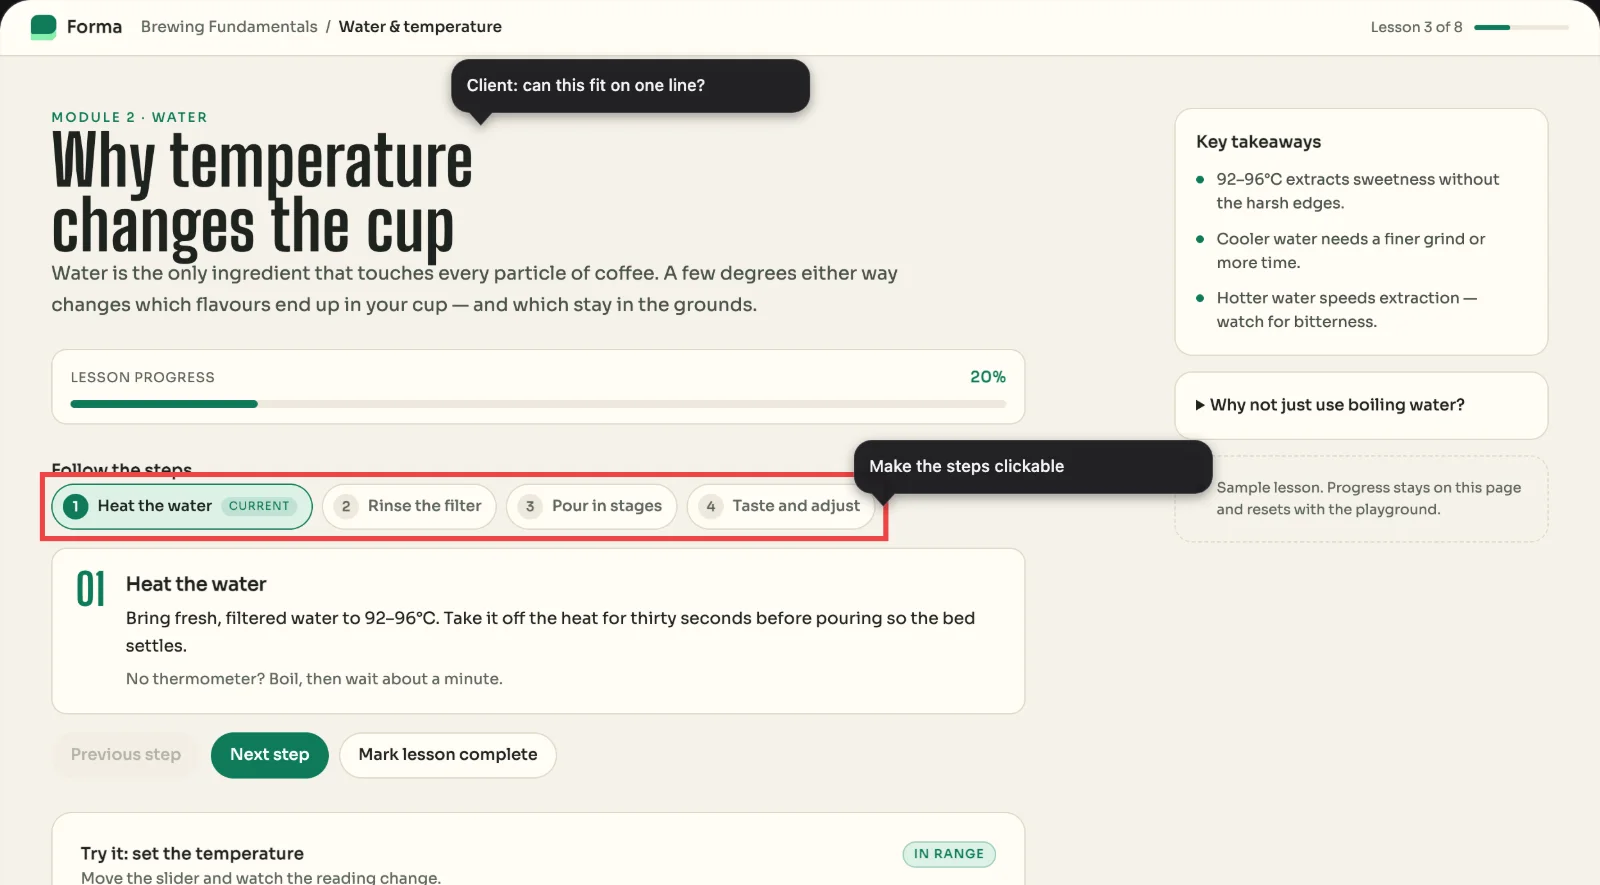 Forma
Brewing Fundamentals / Water & temperature
Lesson 3 of 8
Client: can this fit on one line?
MODULE 2 · WATER
Why temperature
changes the cup
Water is the only ingredient that touches every particle of coffee. A few degrees either way
changes which flavours end up in your cup — and which stay in the grounds.
LESSON PROGRESS
20%
Follow the steps
Make the steps clickable
1 Heat the water CURRENT
2 Rinse the filter
3 Pour in stages
4 Taste and adjust
01
Heat the water
Bring fresh, filtered water to 92–96°C. Take it off the heat for thirty seconds before pouring so the bed
settles.
No thermometer? Boil, then wait about a minute.
Previous step
Next step
Mark lesson complete
Try it: set the temperature
IN RANGE
Move the slider and watch the reading change.
Key takeaways
92–96°C extracts sweetness without
the harsh edges.
Cooler water needs a finer grind or
more time.
Hotter water speeds extraction —
watch for bitterness.
Why not just use boiling water?
Sample lesson. Progress stays on this page
and resets with the playground.